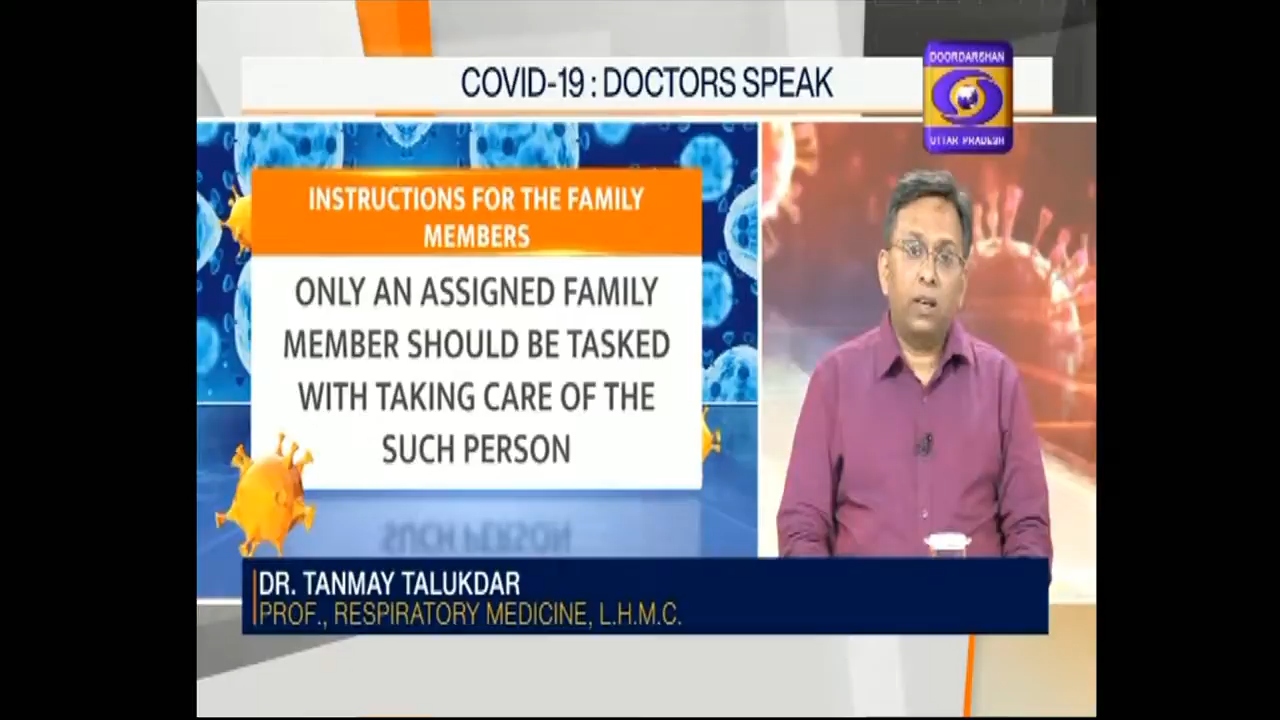 COVID-19 : DOCTORS SPEAK
DOORDARSHAN
UTTAR PRADESH
INSTRUCTIONS FOR THE FAMILY
MEMBERS
ONLY AN ASSIGNED FAMILY
MEMBER SHOULD BE TASKED
WITH TAKING CARE OF THE
SUCH PERSON
DR. TANMAY TALUKDAR
PROF., RESPIRATORY MEDICINE, L.H.M.C.